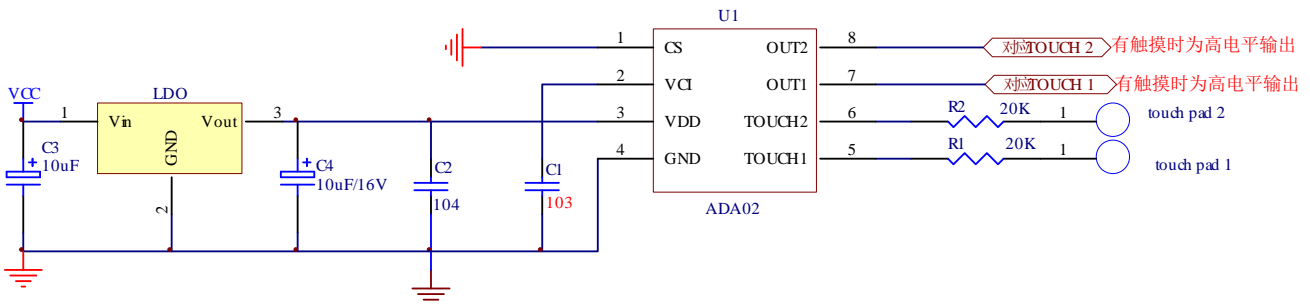 U1
1
CS
OUT2
8
对应TOUCH 2
有触摸时为高电平输出
2
VCI
OUT1
7
对应TOUCH 1
有触摸时为高电平输出
VCC
1
LDO
3
Vin
Vout
GND
2
3
VDD
TOUCH2
6
R2
20K
1
touch pad 2
4
GND
TOUCH1
5
R1
20K
1
touch pad 1
C3
10uF
C4
10uF/16V
C2
104
C1
103
ADA02